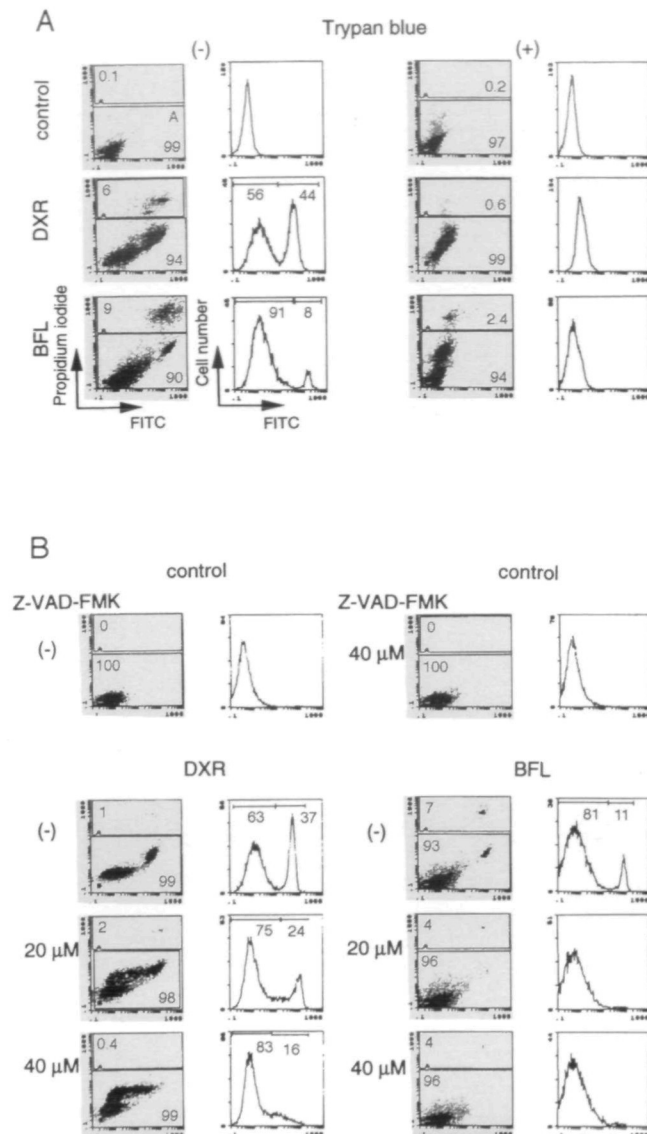 A
Trypan blue
(-) (+)
control
0.1
A
99
0.2
97
DXR
6
94
56 44
0.6
99
BFL
9
90
91 8
2.4
94
Propidium iodide
Cell number
.1 1000
FITC
FITC
B
control control
Z-VAD-FMK Z-VAD-FMK
(-)
0
100
40 μM
0
100
DXR BFL
(-)
1
99
63 37
(-)
7
93
81 11
20 μM
2
98
75 24
20 μM
4
96
40 μM
0.4
99
83 16
40 μM
4
96